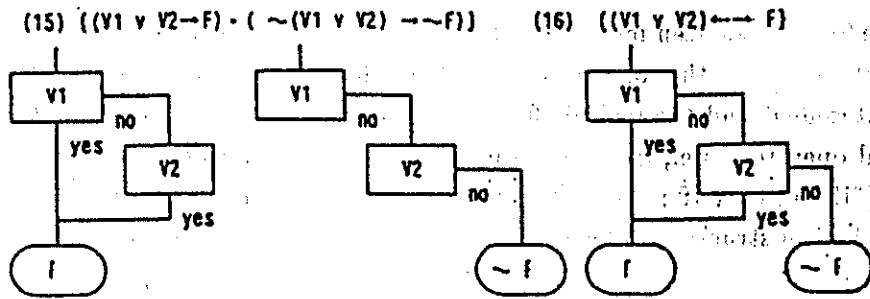 (15) [(V1 v V2→F) · ( ~(V1 v V2) →~F)]
(16) {(V1 v V2)←→ F}
V1
no
yes
V2
yes
F
V1
no
V2
no
~ F
V1
no
yes
V2
no
yes
F
~ F